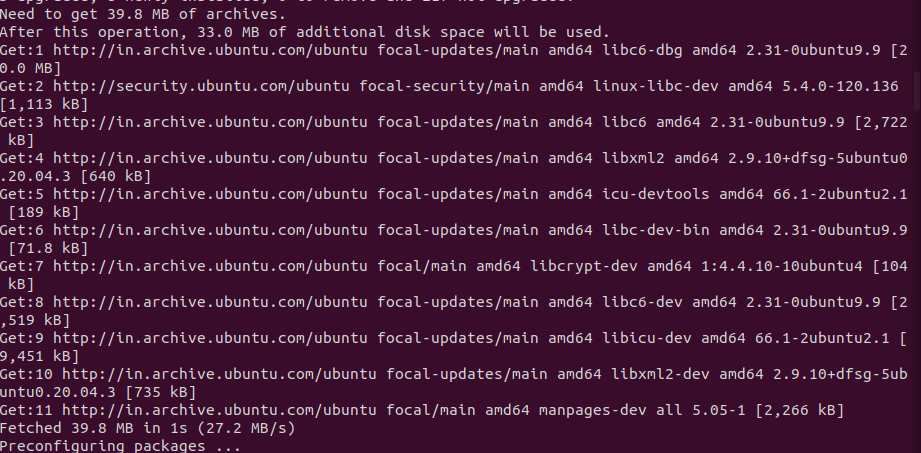 Need to get 39.8 MB of archives.
After this operation, 33.0 MB of additional disk space will be used.
Get:1 http://in.archive.ubuntu.com/ubuntu focal-updates/main amd64 libc6-dbg amd64 2.31-0ubuntu9.9 [2
0.0 MB]
Get:2 http://security.ubuntu.com/ubuntu focal-security/main amd64 linux-libc-dev amd64 5.4.0-120.136
[1,113 kB]
Get:3 http://in.archive.ubuntu.com/ubuntu focal-updates/main amd64 libc6 amd64 2.31-0ubuntu9.9 [2,722
 kB]
Get:4 http://in.archive.ubuntu.com/ubuntu focal-updates/main amd64 libxml2 amd64 2.9.10+dfsg-5ubuntu0
.20.04.3 [640 kB]
Get:5 http://in.archive.ubuntu.com/ubuntu focal-updates/main amd64 icu-devtools amd64 66.1-2ubuntu2.1
 [189 kB]
Get:6 http://in.archive.ubuntu.com/ubuntu focal-updates/main amd64 libc-dev-bin amd64 2.31-0ubuntu9.9
 [71.8 kB]
Get:7 http://in.archive.ubuntu.com/ubuntu focal/main amd64 libcrypt-dev amd64 1:4.4.10-10ubuntu4 [104
 kB]
Get:8 http://in.archive.ubuntu.com/ubuntu focal-updates/main amd64 libc6-dev amd64 2.31-0ubuntu9.9 [2
,519 kB]
Get:9 http://in.archive.ubuntu.com/ubuntu focal-updates/main amd64 libicu-dev amd64 66.1-2ubuntu2.1 [
9,451 kB]
Get:10 http://in.archive.ubuntu.com/ubuntu focal-updates/main amd64 libxml2-dev amd64 2.9.10+dfsg-5ub
untu0.20.04.3 [735 kB]
Get:11 http://in.archive.ubuntu.com/ubuntu focal/main amd64 manpages-dev all 5.05-1 [2,266 kB]
Fetched 39.8 MB in 1s (27.2 MB/s)
Preconfiguring packages ...